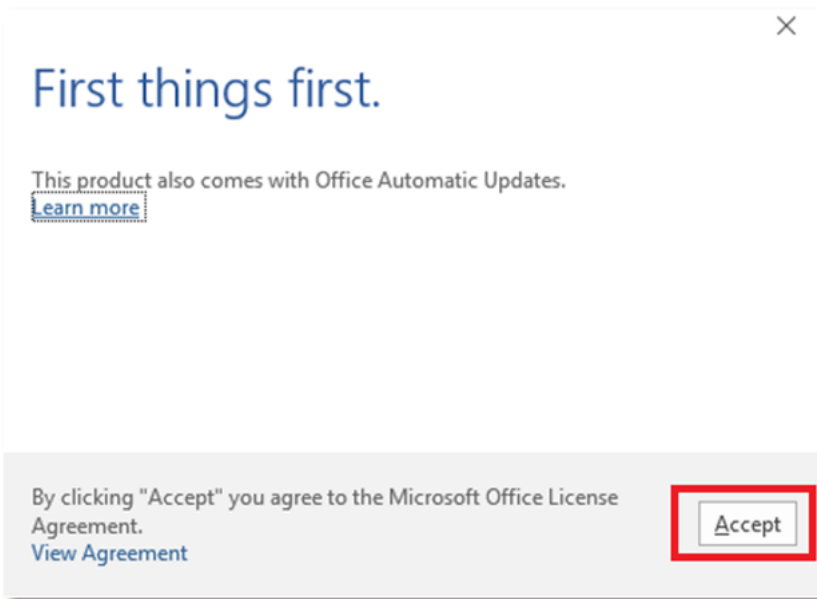 First things first.
This product also comes with Office Automatic Updates.
Learn more
By clicking "Accept" you agree to the Microsoft Office License
Agreement.
View Agreement
Accept